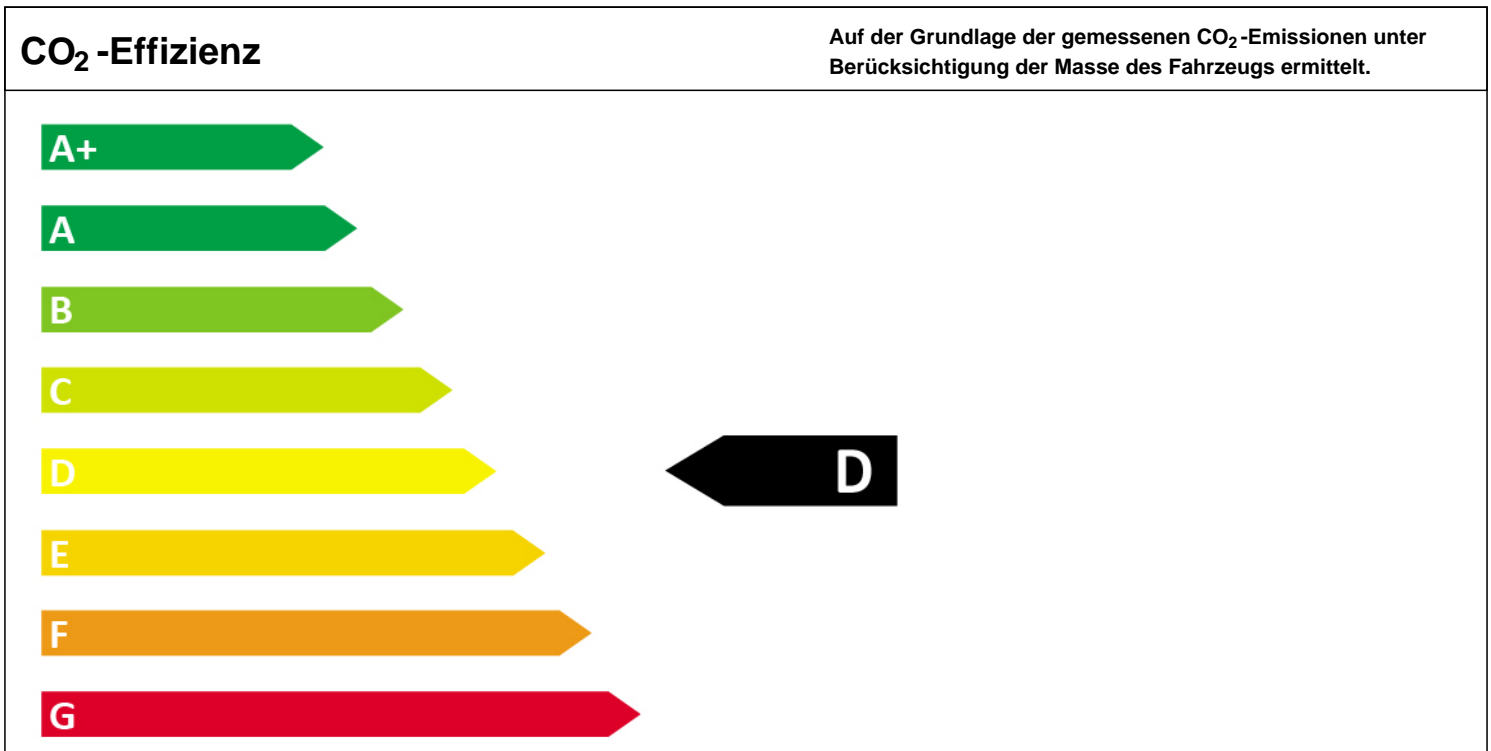 CO₂-Effizienz
Auf der Grundlage der gemessenen CO₂-Emissionen unter
Berücksichtigung der Masse des Fahrzeugs ermittelt.
A+
A
B
C
D
D
E
F
G